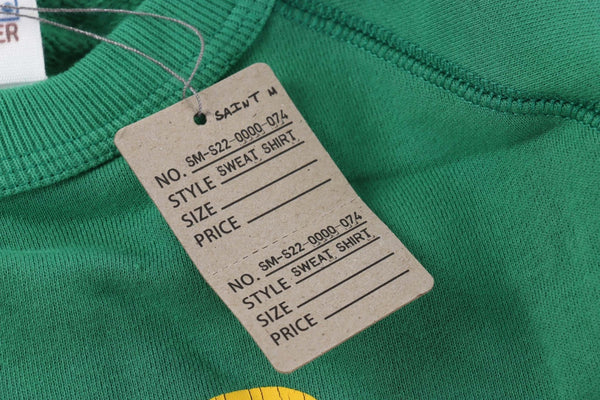 ER
SAINT M
NO. SM-S22-0000-074
STYLE SWEAT SHIRT
SIZE
PRICE
NO. SM-S22-0000-074
STYLE SWEAT SHIRT
SIZE
PRICE